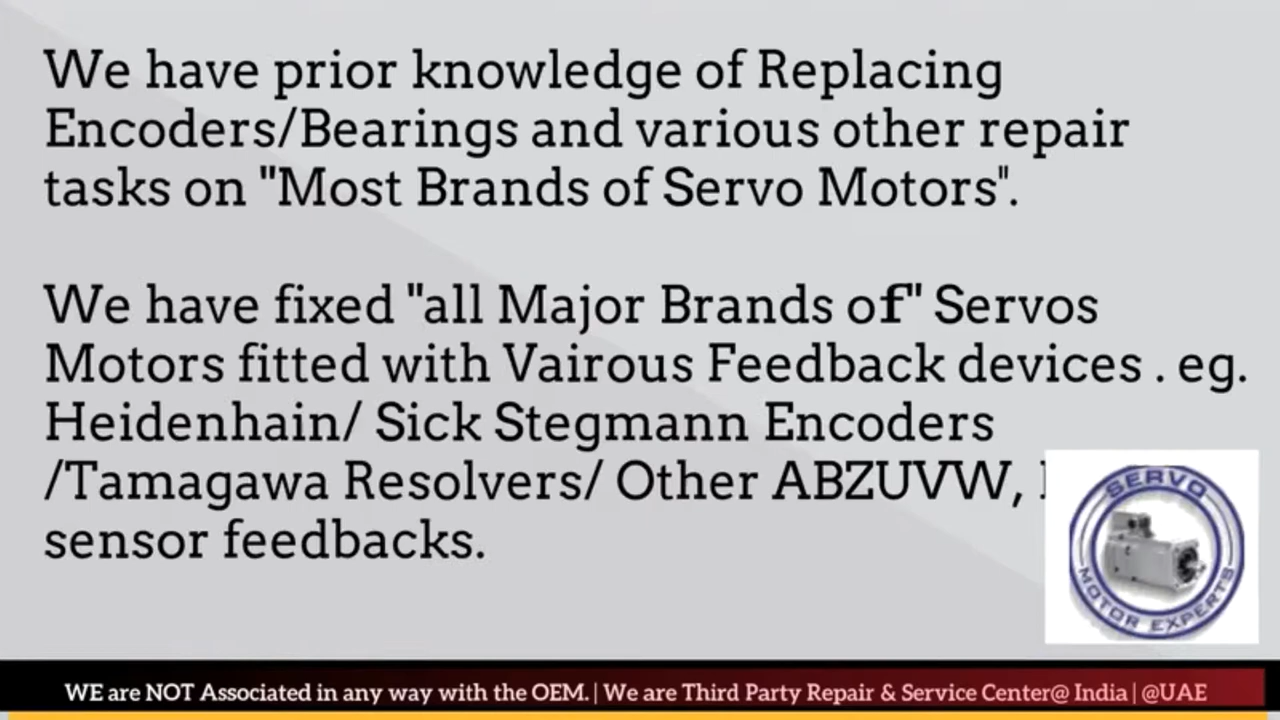 We have prior knowledge of Replacing
Encoders/Bearings and various other repair
tasks on "Most Brands of Servo Motors".
We have fixed "all Major Brands of" Servos
Motors fitted with Vairous Feedback devices . eg.
Heidenhain/ Sick Stegmann Encoders
/Tamagawa Resolvers/ Other ABZUVW,
sensor feedbacks.
SERVO
MOTOR EXPERTS
WE are NOT Associated in any way with the OEM. | We are Third Party Repair & Service Center@ India | @UAE